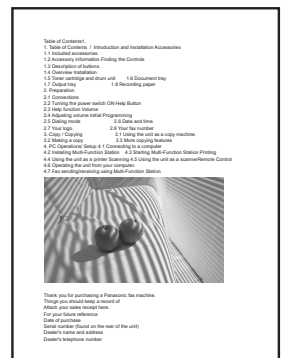 Table of Contents1.
1. Table of Contents / Introduction and Installation Accessories
1.1 Included accessories.
1.2 Accessory information.Finding the Controls
1.3 Description of buttons.
1.4 Overview Installation
1.5 Toner cartridge and drum unit 1.6 Document tray
1.7 Output tray 1.8 Recording paper
2. Preparation
2.1 Connections
2.2 Turning the power switch ON Help Button
2.3 Help function Volume
2.4 Adjusting volume Initial Programming
2.5 Dialing mode 2.6 Date and time.
2.7 Your logo. 2.8 Your fax number
3. Copy / Copying 3.1 Using the unit as a copy machine.
3.2 Making a copy 3.3 More copying features
4. PC Operations/ Setup 4.1 Connecting to a computer
4.2 Installing Multi-Function Station 4.3 Starting Multi-Function Station Printing
4.4 Using the unit as a printer Scanning 4.5 Using the unit as a scannerRemote Control
4.6 Operating the unit from your computer.
4.7 Fax sending/receiving using Multi-Function Station
Thank you for purchasing a Panasonic fax machine.
Things you should keep a record of
Attach your sales receipt here.
For your future reference
Date of purchase
Serial number (found on the rear of the unit)
Dealer's name and address
Dealer's telephone number